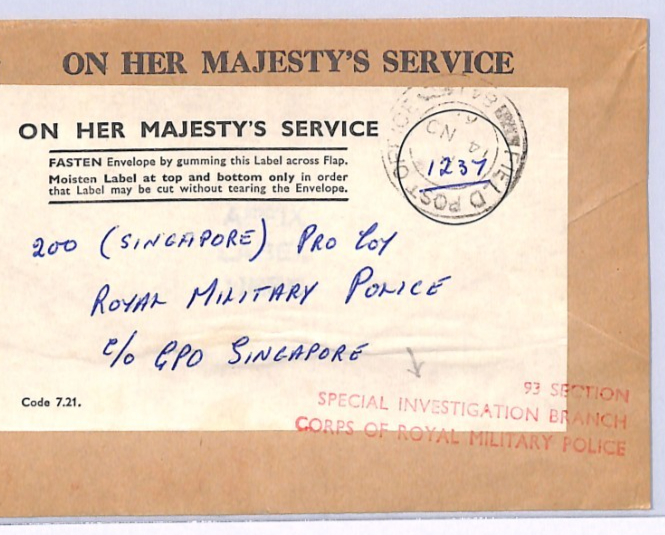 ON HER MAJESTY'S SERVICE
ON HER MAJESTY'S SERVICE
FASTEN Envelope by gumming this Label across Flap.
Moisten Label at top and bottom only in order
that Label may be cut without tearing the Envelope.
FIELD POST OFFICE
14
1237
200 (SINGAPORE) PRO COY
ROYAL MILITARY POLICE
c/o GPO SINGAPORE
Code 7.21.
93 SECTION
SPECIAL INVESTIGATION BRANCH
CORPS OF ROYAL MILITARY POLICE